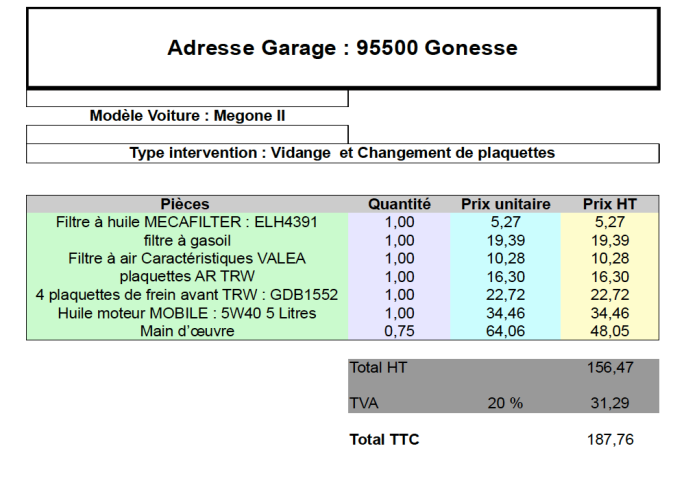 Adresse Garage : 95500 Gonesse
Modèle Voiture : Megone II
Type intervention : Vidange et Changement de plaquettes
Pièces Quantité Prix unitaire Prix HT
Filtre à huile MECAFILTER : ELH4391 1,00 5,27 5,27
filtre à gasoil 1,00 19,39 19,39
Filtre à air Caractéristiques VALEA 1,00 10,28 10,28
plaquettes AR TRW 1,00 16,30 16,30
4 plaquettes de frein avant TRW : GDB1552 1,00 22,72 22,72
Huile moteur MOBILE : 5W40 5 Litres 1,00 34,46 34,46
Main d'œuvre 0,75 64,06 48,05
Total HT 156,47
TVA 20 % 31,29
Total TTC 187,76